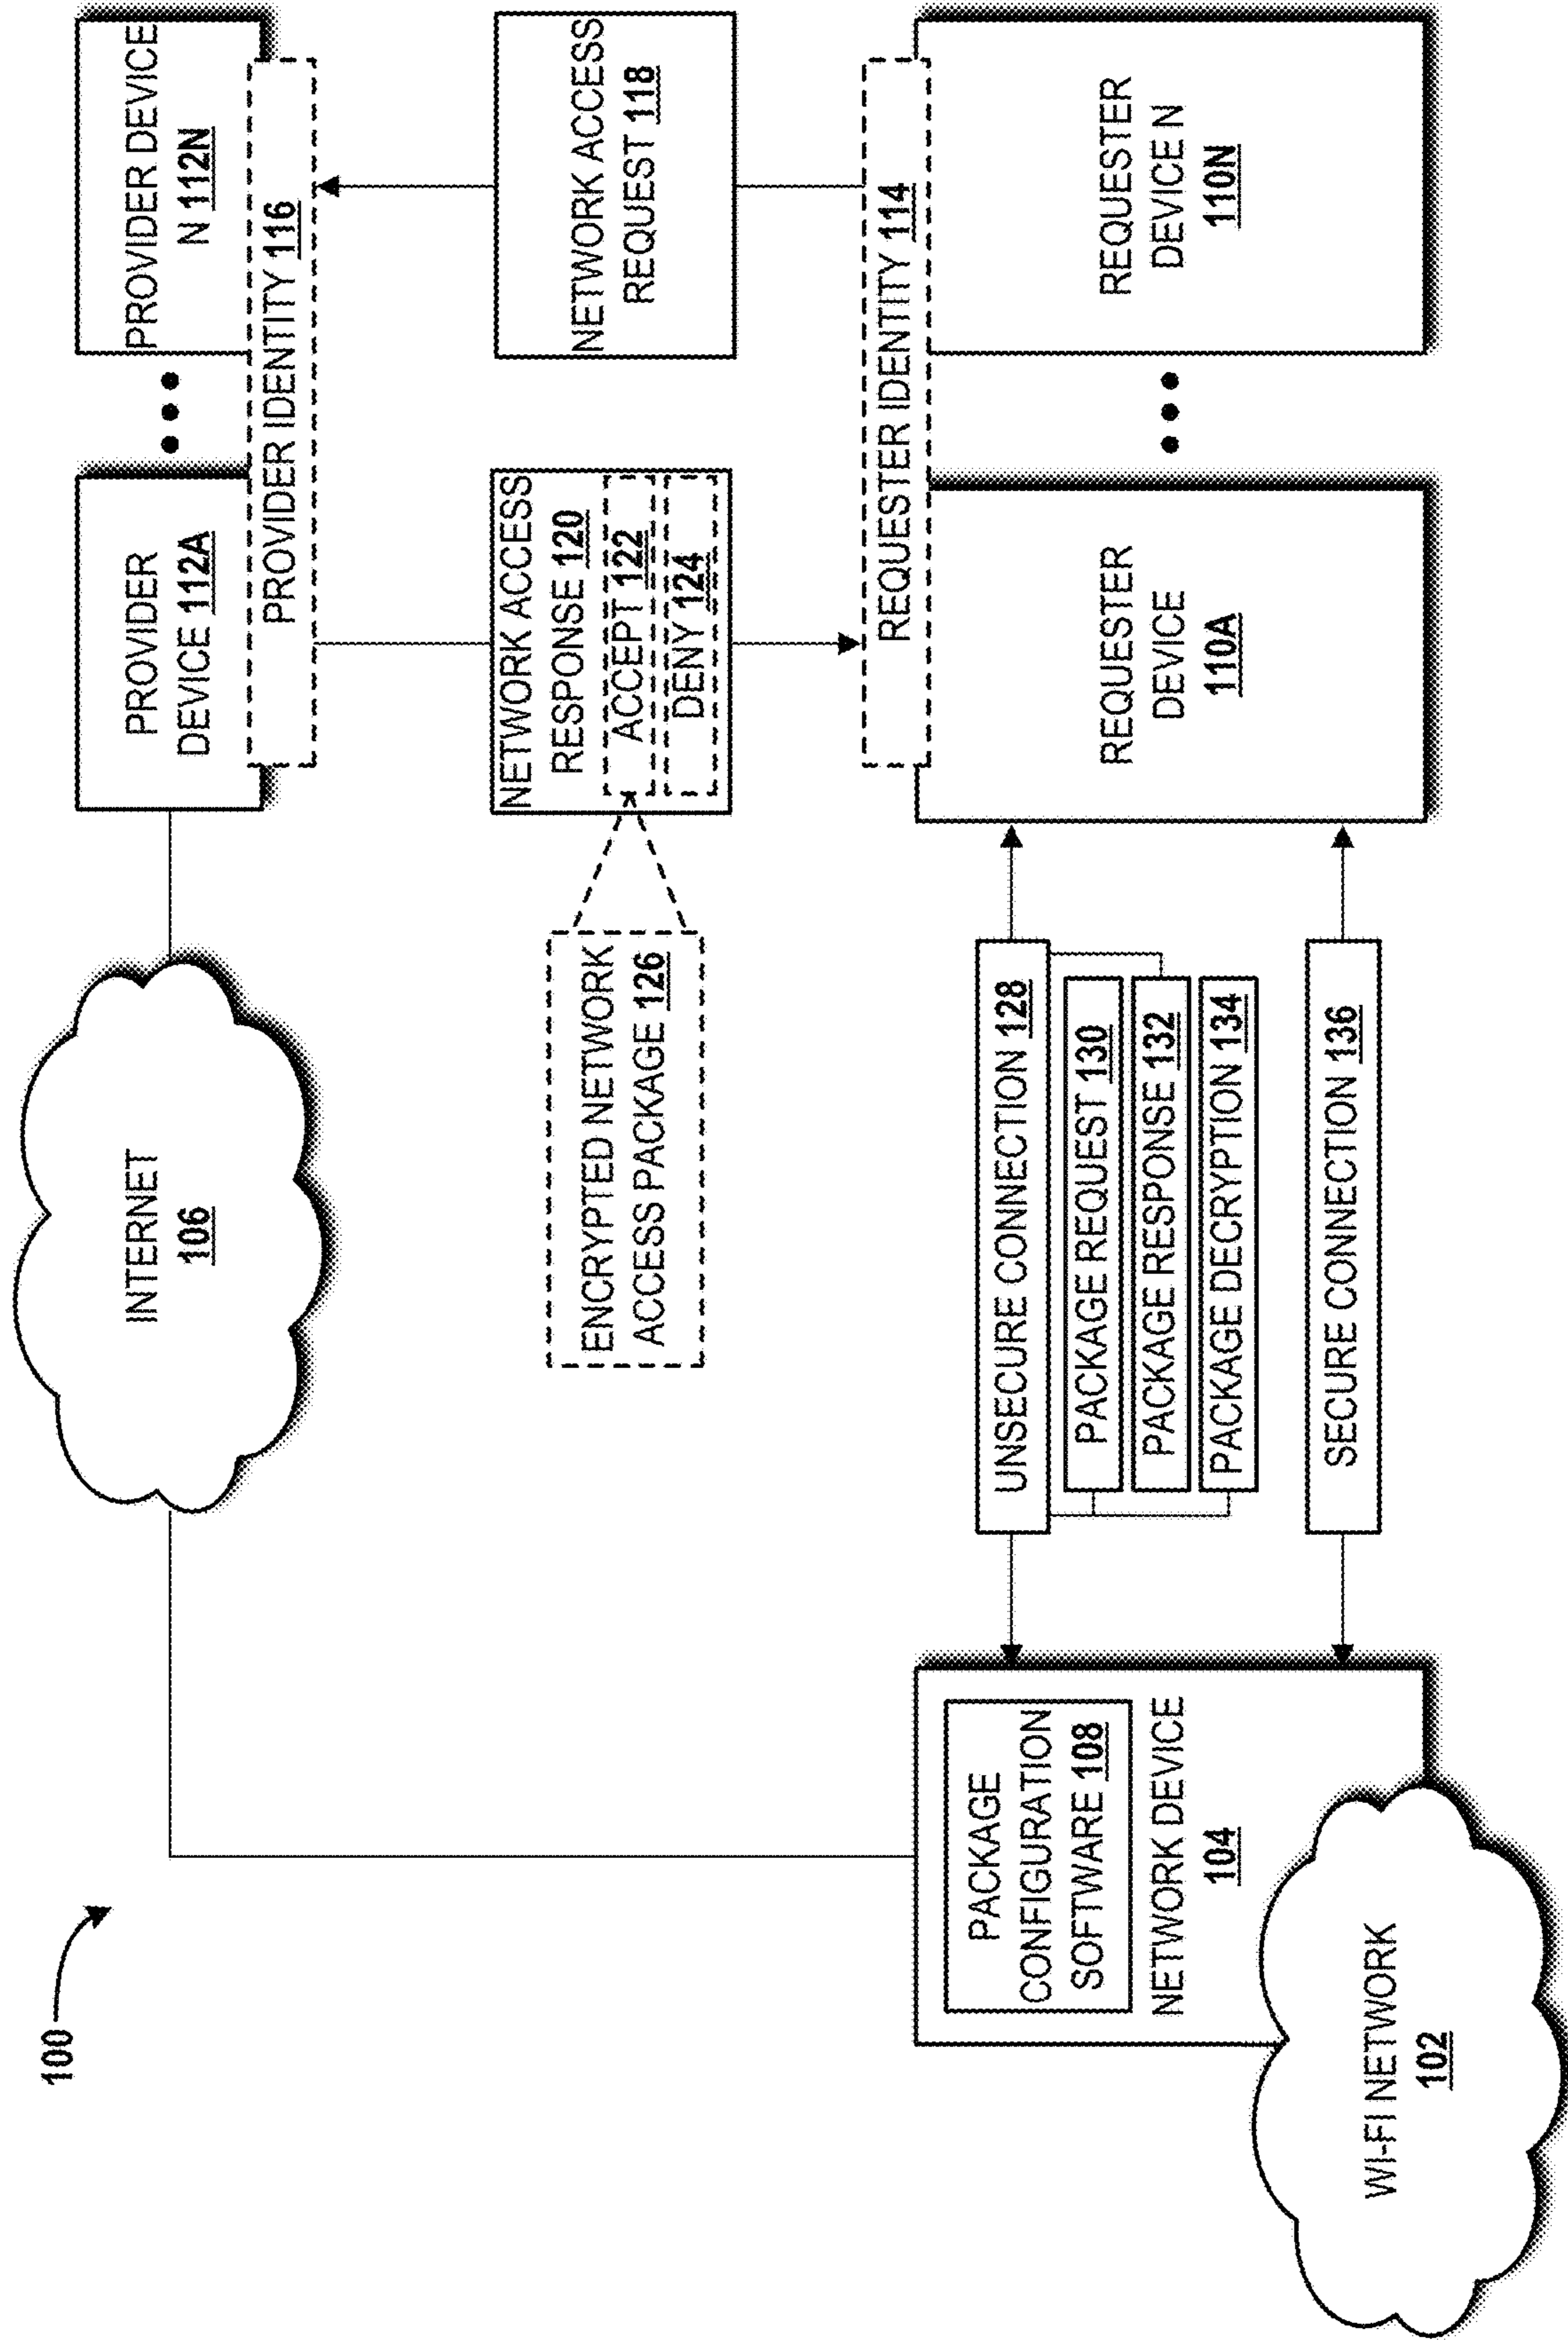 100
INTERNET
106
PROVIDER
DEVICE 112A
PROVIDER DEVICE
N 112N
PROVIDER IDENTITY 116
ENCRYPTED NETWORK
ACCESS PACKAGE 126
NETWORK ACCESS
RESPONSE 120
ACCEPT 122
DENY 124
NETWORK ACCESS
REQUEST 118
REQUESTER IDENTITY 114
PACKAGE
CONFIGURATION
SOFTWARE 108
NETWORK DEVICE
104
WI-FI NETWORK
102
UNSECURE CONNECTION 128
PACKAGE REQUEST 130
PACKAGE RESPONSE 132
PACKAGE DECRYPTION 134
SECURE CONNECTION 136
REQUESTER
DEVICE
110A
REQUESTER
DEVICE N
110N